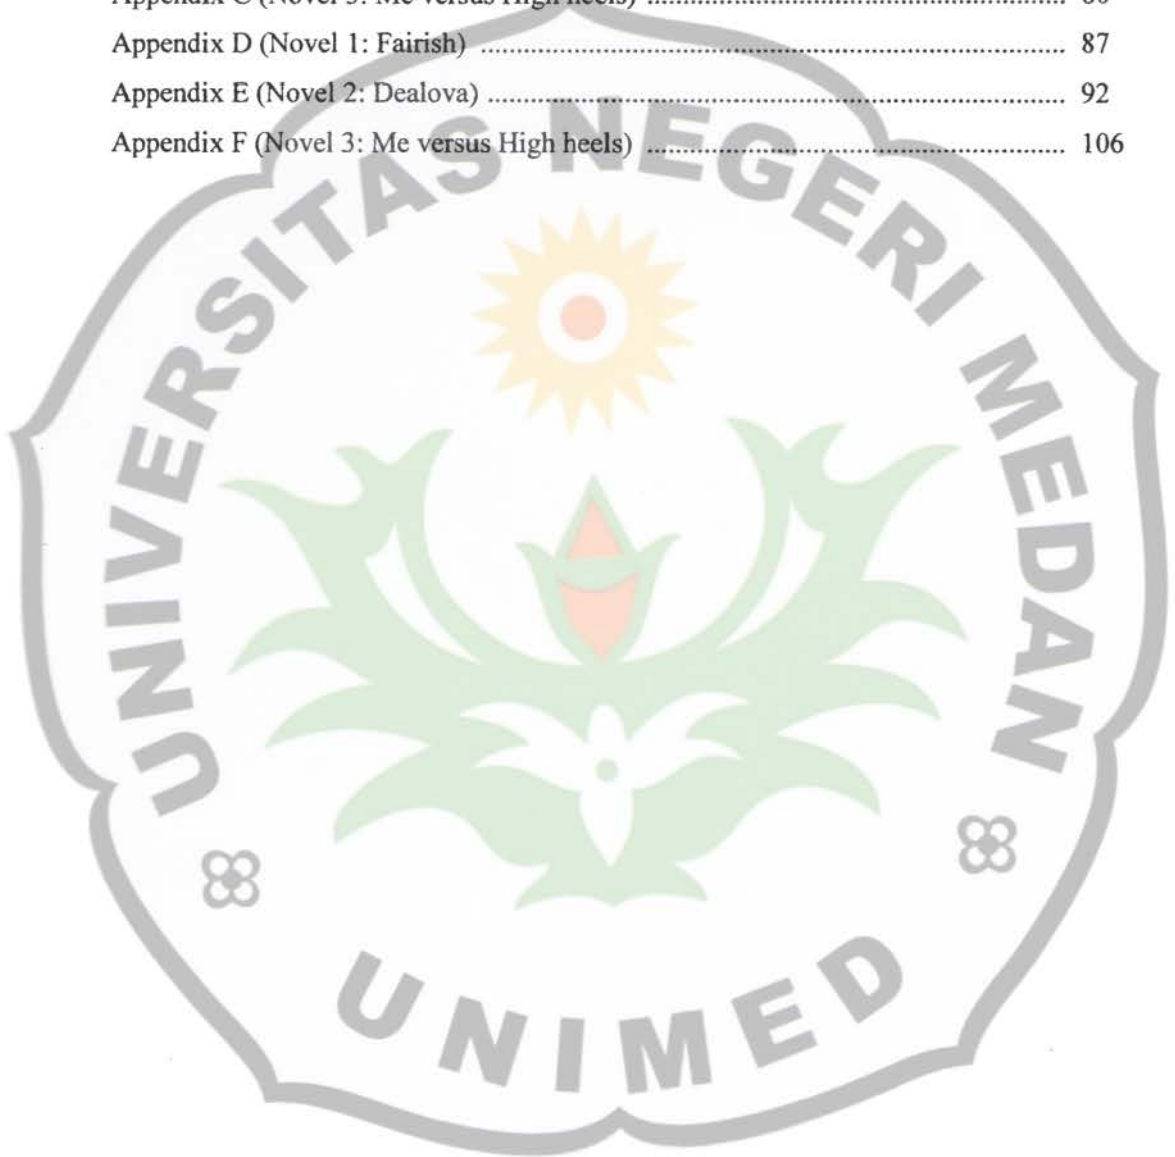 Appendix D (Novel 1: Fairish) ........................................................................................ 87
Appendix E (Novel 2: Dealova) ....................................................................................... 92
Appendix F (Novel 3: Me versus High heels) ............................................................... 106
UNIVERSITAS NEGERI MEDAN
UNIMED